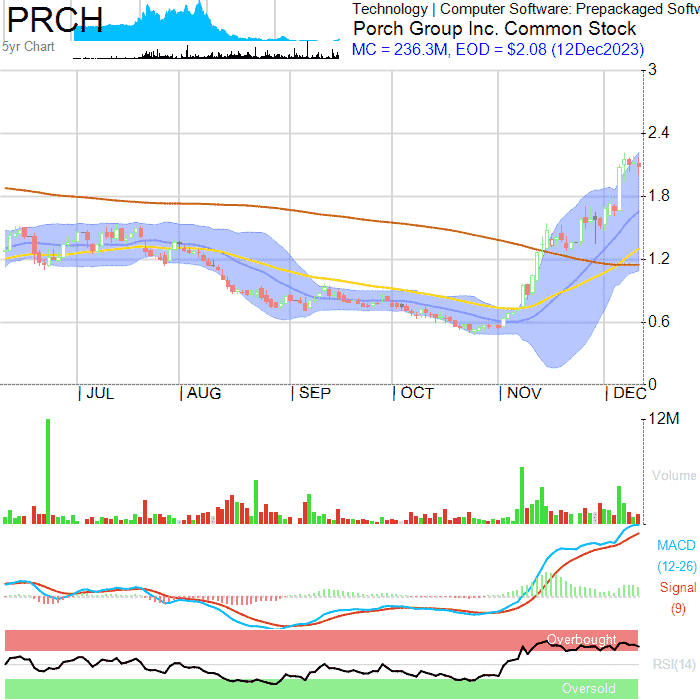 PRCH
5yr Chart
Technology | Computer Software: Prepackaged Softw
Porch Group Inc. Common Stock
MC = 236.3M, EOD = $2.08 (12Dec2023)
3
2.4
1.8
1.2
0.6
0
| JUL | AUG | SEP | OCT | NOV | DEC
12M
Volume
MACD
(12-26)
Signal
(9)
Overbought
RSI(14)
Oversold